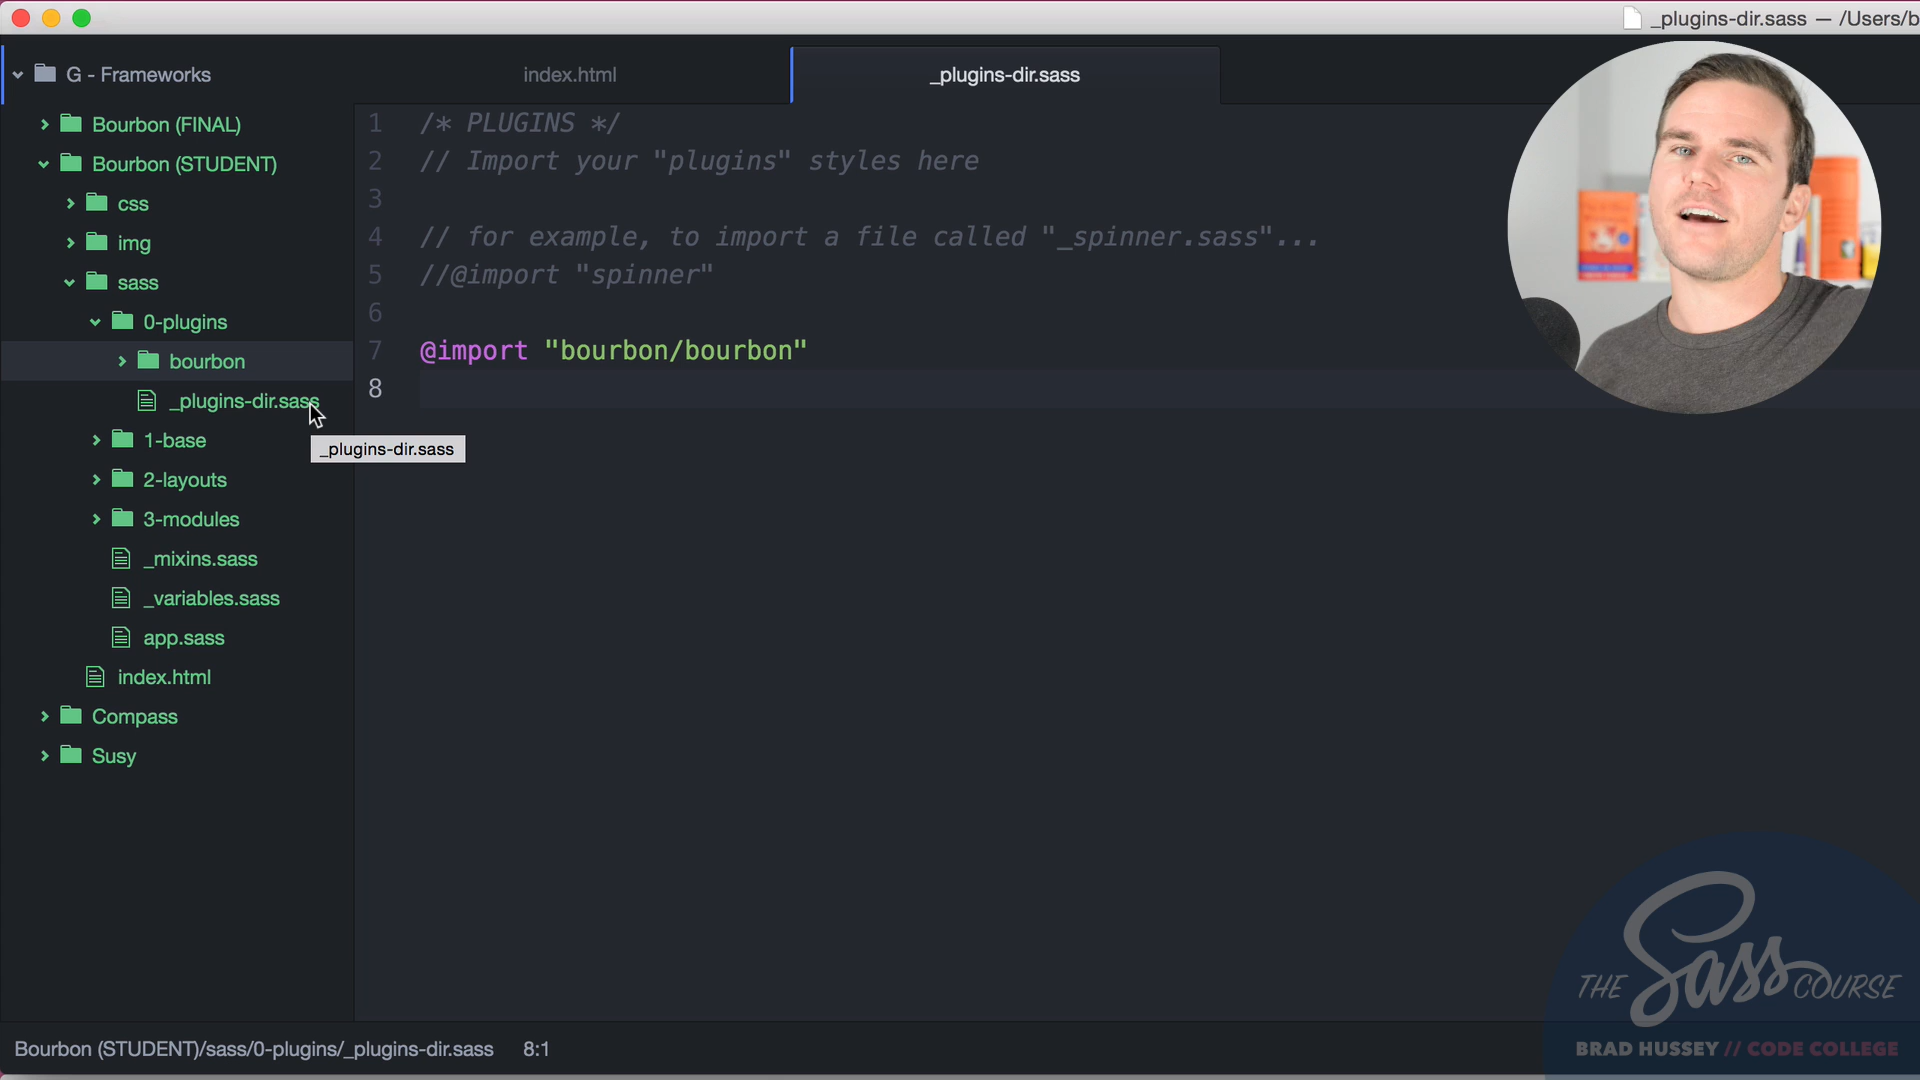 _plugins-dir.sass — /Users/b
G - Frameworks
index.html
_plugins-dir.sass
Bourbon (FINAL)
Bourbon (STUDENT)
css
img
sass
0-plugins
bourbon
_plugins-dir.sass
1-base
_plugins-dir.sass
2-layouts
3-modules
_mixins.sass
_variables.sass
app.sass
index.html
Compass
Susy
1 /* PLUGINS */
2 // Import your "plugins" styles here
3
4 // for example, to import a file called "_spinner.sass"...
5 //@import "spinner"
6
7 @import "bourbon/bourbon"
8
THE Sass COURSE
BRAD HUSSEY // CODE COLLEGE
Bourbon (STUDENT)/sass/0-plugins/_plugins-dir.sass 8:1